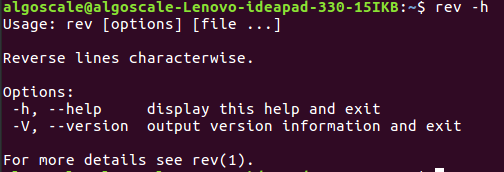 algoscale@algoscale-Lenovo-ideapad-330-15IKB:~$ rev -h
Usage: rev [options] [file ...]
Reverse lines characterwise.
Options:
-h, --help display this help and exit
-V, --version output version information and exit
For more details see rev(1).